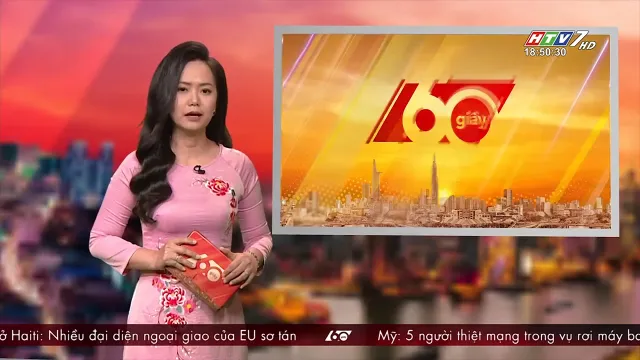 HTV7 HD
18:50:30
60 giây
ở Haiti: Nhiều đại diện ngoại giao của EU sơ tán 60 Mỹ: 5 người thiệt mạng trong vụ rơi máy ba